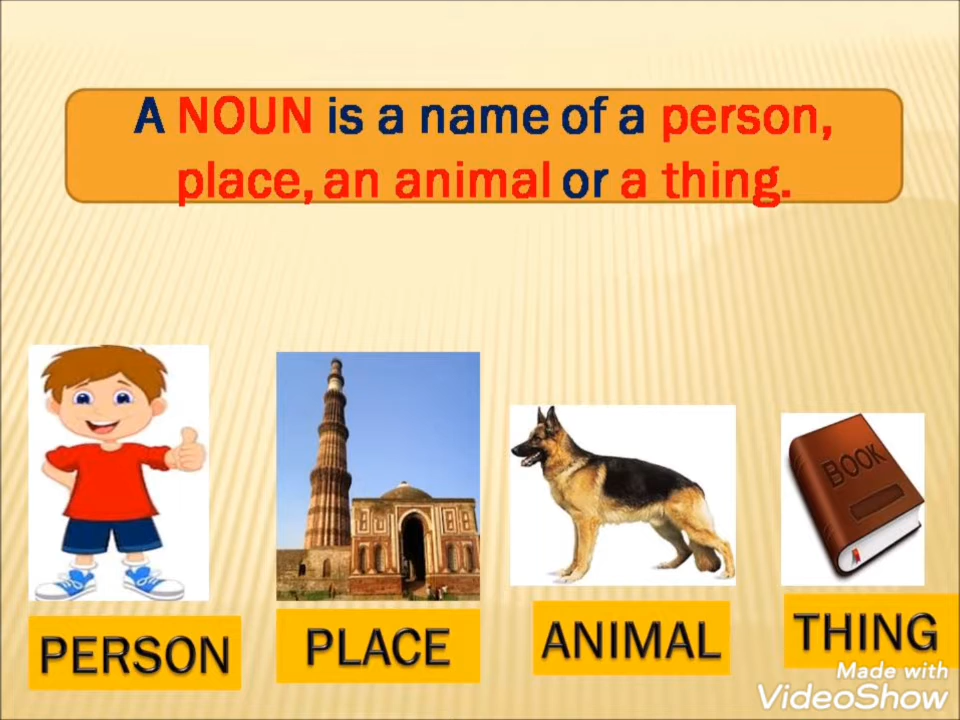 A NOUN is a name of a person,
place, an animal or a thing.
BOOK
PERSON
PLACE
ANIMAL
THING
Made with
VideoShow